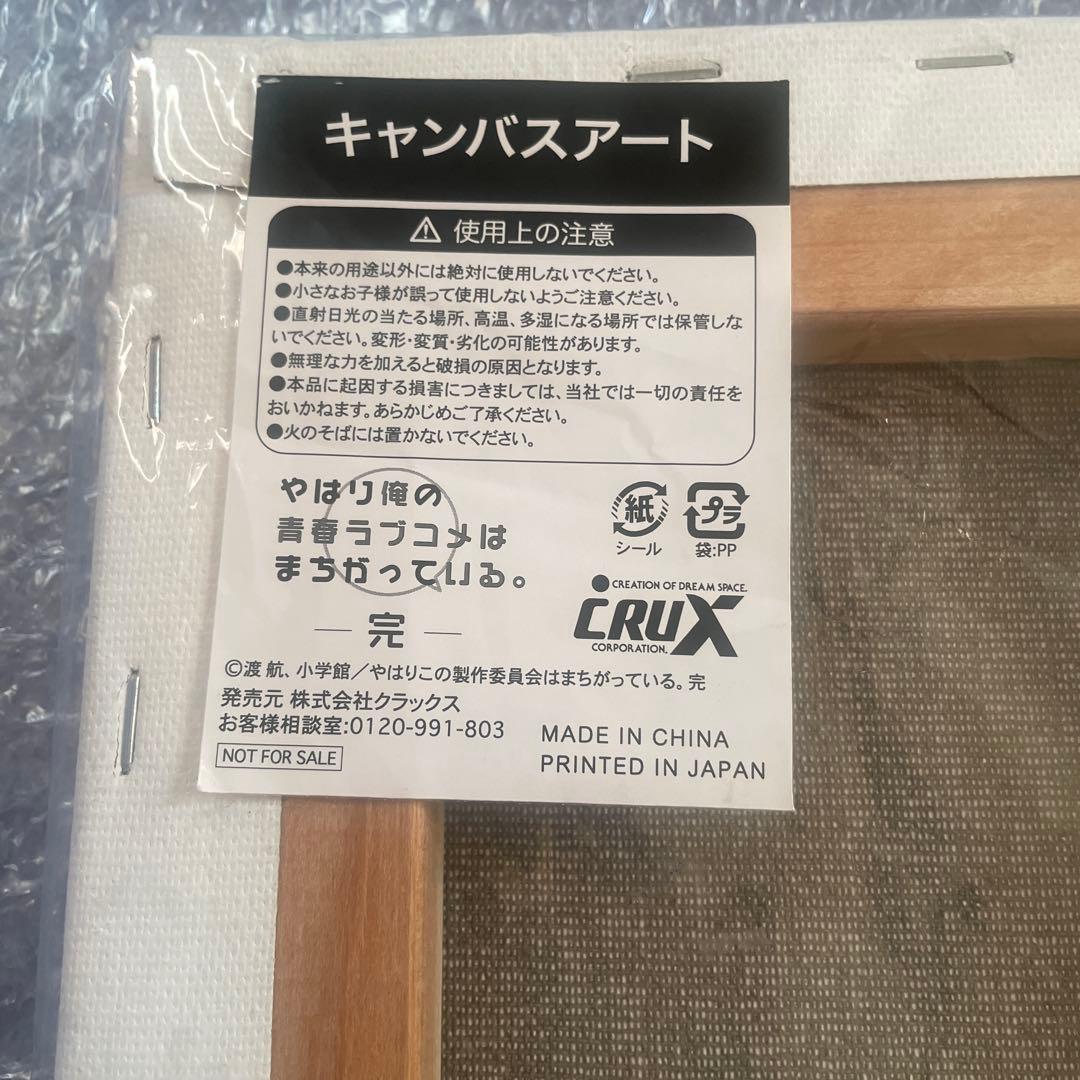 キャンバスアート
⚠ 使用上の注意
●本来の用途以外には絶対に使用しないでください。
●小さなお子様が誤って使用しないようご注意ください。
●直射日光の当たる場所、高温、多湿になる場所では保管しな
いでください。変形・変質・劣化の可能性があります。
●無理な力を加えると破損の原因となります。
●本品に起因する損害につきましては、当社では一切の責任を
おいかねます。あらかじめご了承ください。
●火のそばには置かないでください。
やはり俺の
青春ラブコメは
まちがっている。
― 完 ―
紙
シール
プラ
袋:PP
CREATION OF DREAM SPACE.
CRUX
CORPORATION.
©渡 航、小学館／やはりこの製作委員会はまちがっている。完
発売元 株式会社クラックス
お客様相談室:0120-991-803
NOT FOR SALE
MADE IN CHINA
PRINTED IN JAPAN